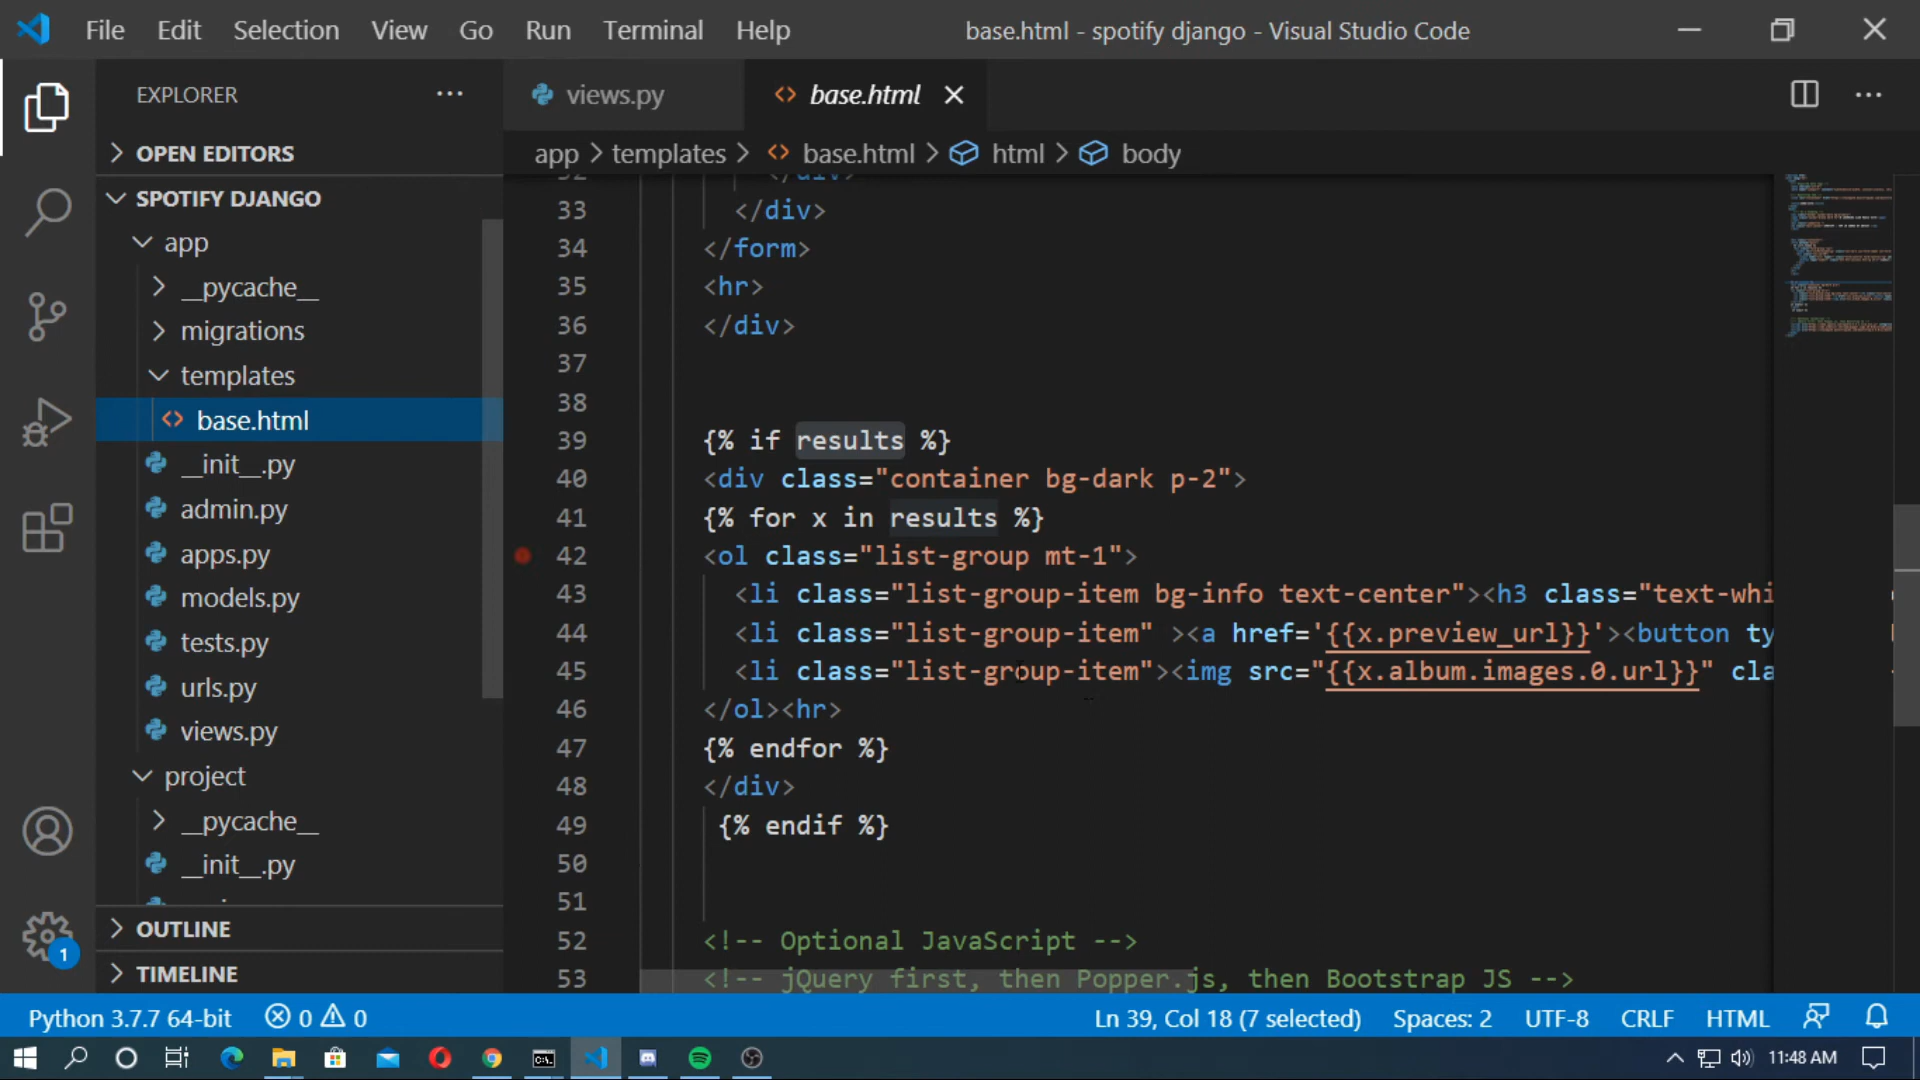 File Edit Selection View Go Run Terminal Help
base.html - spotify django - Visual Studio Code
EXPLORER
OPEN EDITORS
SPOTIFY DJANGO
app
__pycache__
migrations
templates
base.html
__init__.py
admin.py
apps.py
models.py
tests.py
urls.py
views.py
project
__pycache__
__init__.py
OUTLINE
TIMELINE
views.py
base.html
app > templates > base.html > html > body
32 </div>
33 </div>
34 </form>
35 <hr>
36 </div>
37
38
39 {% if results %}
40 <div class="container bg-dark p-2">
41 {% for x in results %}
42 <ol class="list-group mt-1">
43 <li class="list-group-item bg-info text-center"><h3 class="text-whi
44 <li class="list-group-item" ><a href='{{x.preview_url}}'><button ty
45 <li class="list-group-item"><img src="{{x.album.images.0.url}}" cla
46 </ol><hr>
47 {% endfor %}
48 </div>
49 {% endif %}
50
51
52 <!-- Optional JavaScript -->
53 <!-- jQuery first, then Popper.js, then Bootstrap JS -->
1
Python 3.7.7 64-bit 0 0
Ln 39, Col 18 (7 selected) Spaces: 2 UTF-8 CRLF HTML
11:48 AM